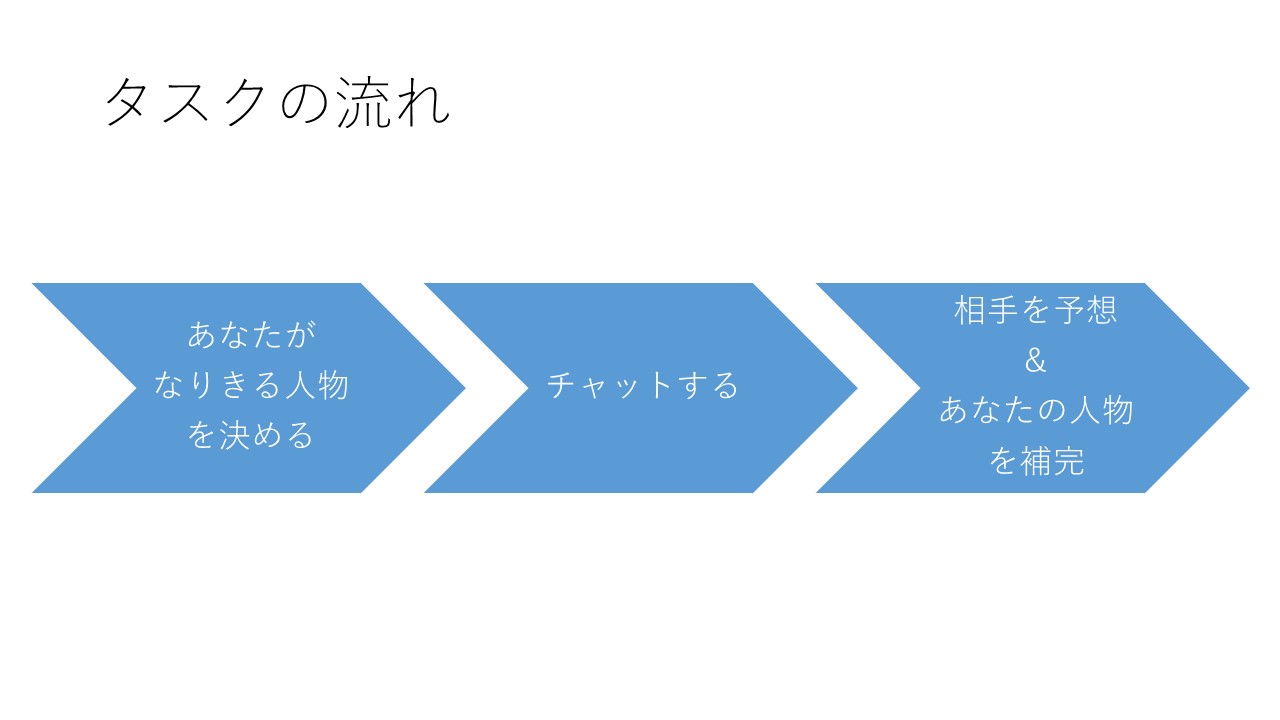 タスクの流れ
あなたが
なりきる人物
を決める
チャットする
相手を予想
&
あなたの人物
を補完